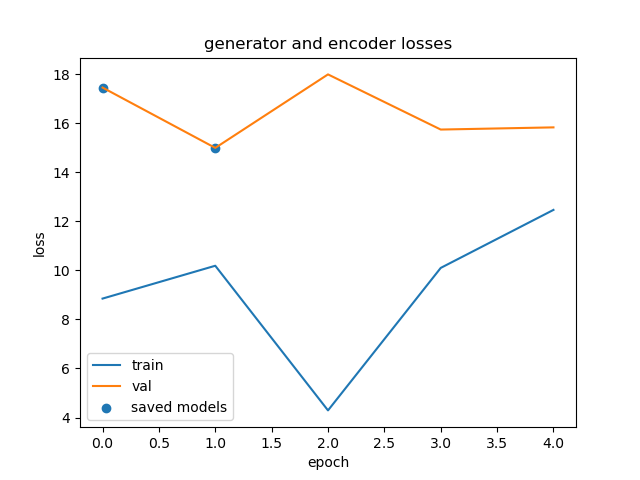 generator and encoder losses
18
16
14
12
10
8
6
4
loss
train
val
saved models
0.0 0.5 1.0 1.5 2.0 2.5 3.0 3.5 4.0
epoch